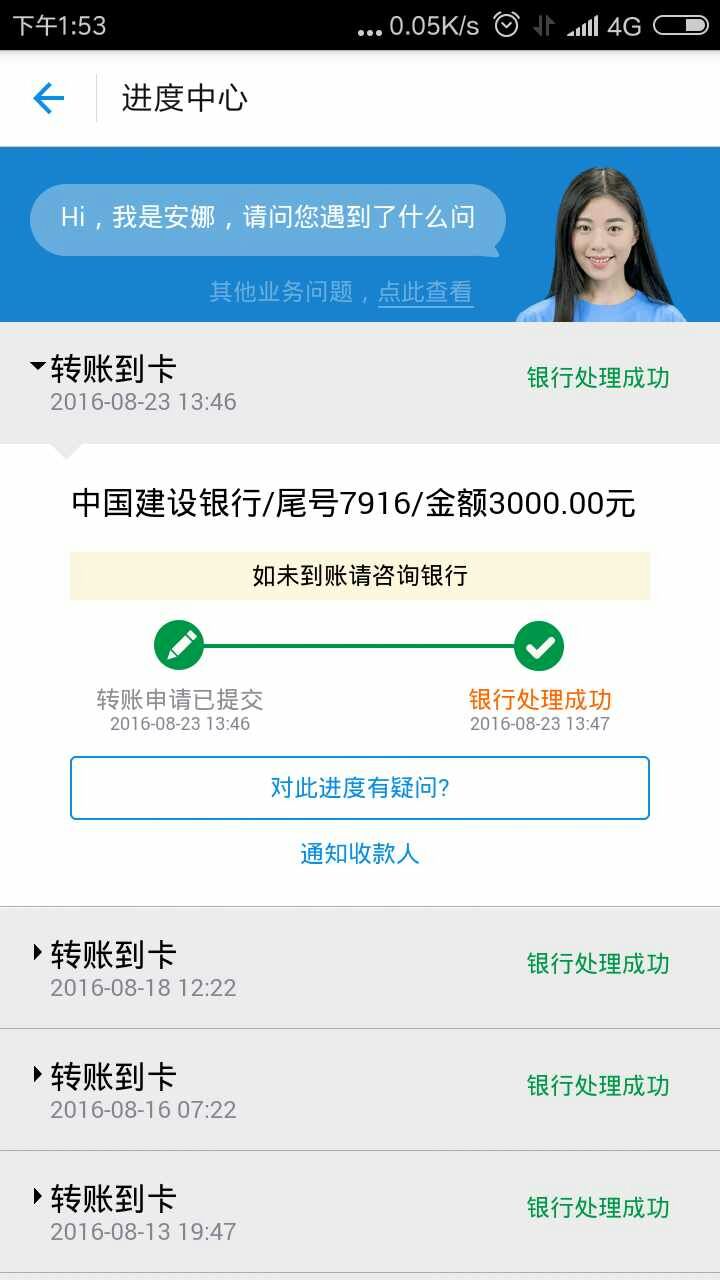 下午1:53
... 0.05K/s 4G
进度中心
Hi，我是安娜，请问您遇到了什么问
其他业务问题，点此查看
转账到卡
银行处理成功
2016-08-23 13:46
中国建设银行/尾号7916/金额3000.00元
如未到账请咨询银行
转账申请已提交
银行处理成功
2016-08-23 13:46
2016-08-23 13:47
对此进度有疑问?
通知收款人
转账到卡
银行处理成功
2016-08-18 12:22
转账到卡
银行处理成功
2016-08-16 07:22
转账到卡
银行处理成功
2016-08-13 19:47